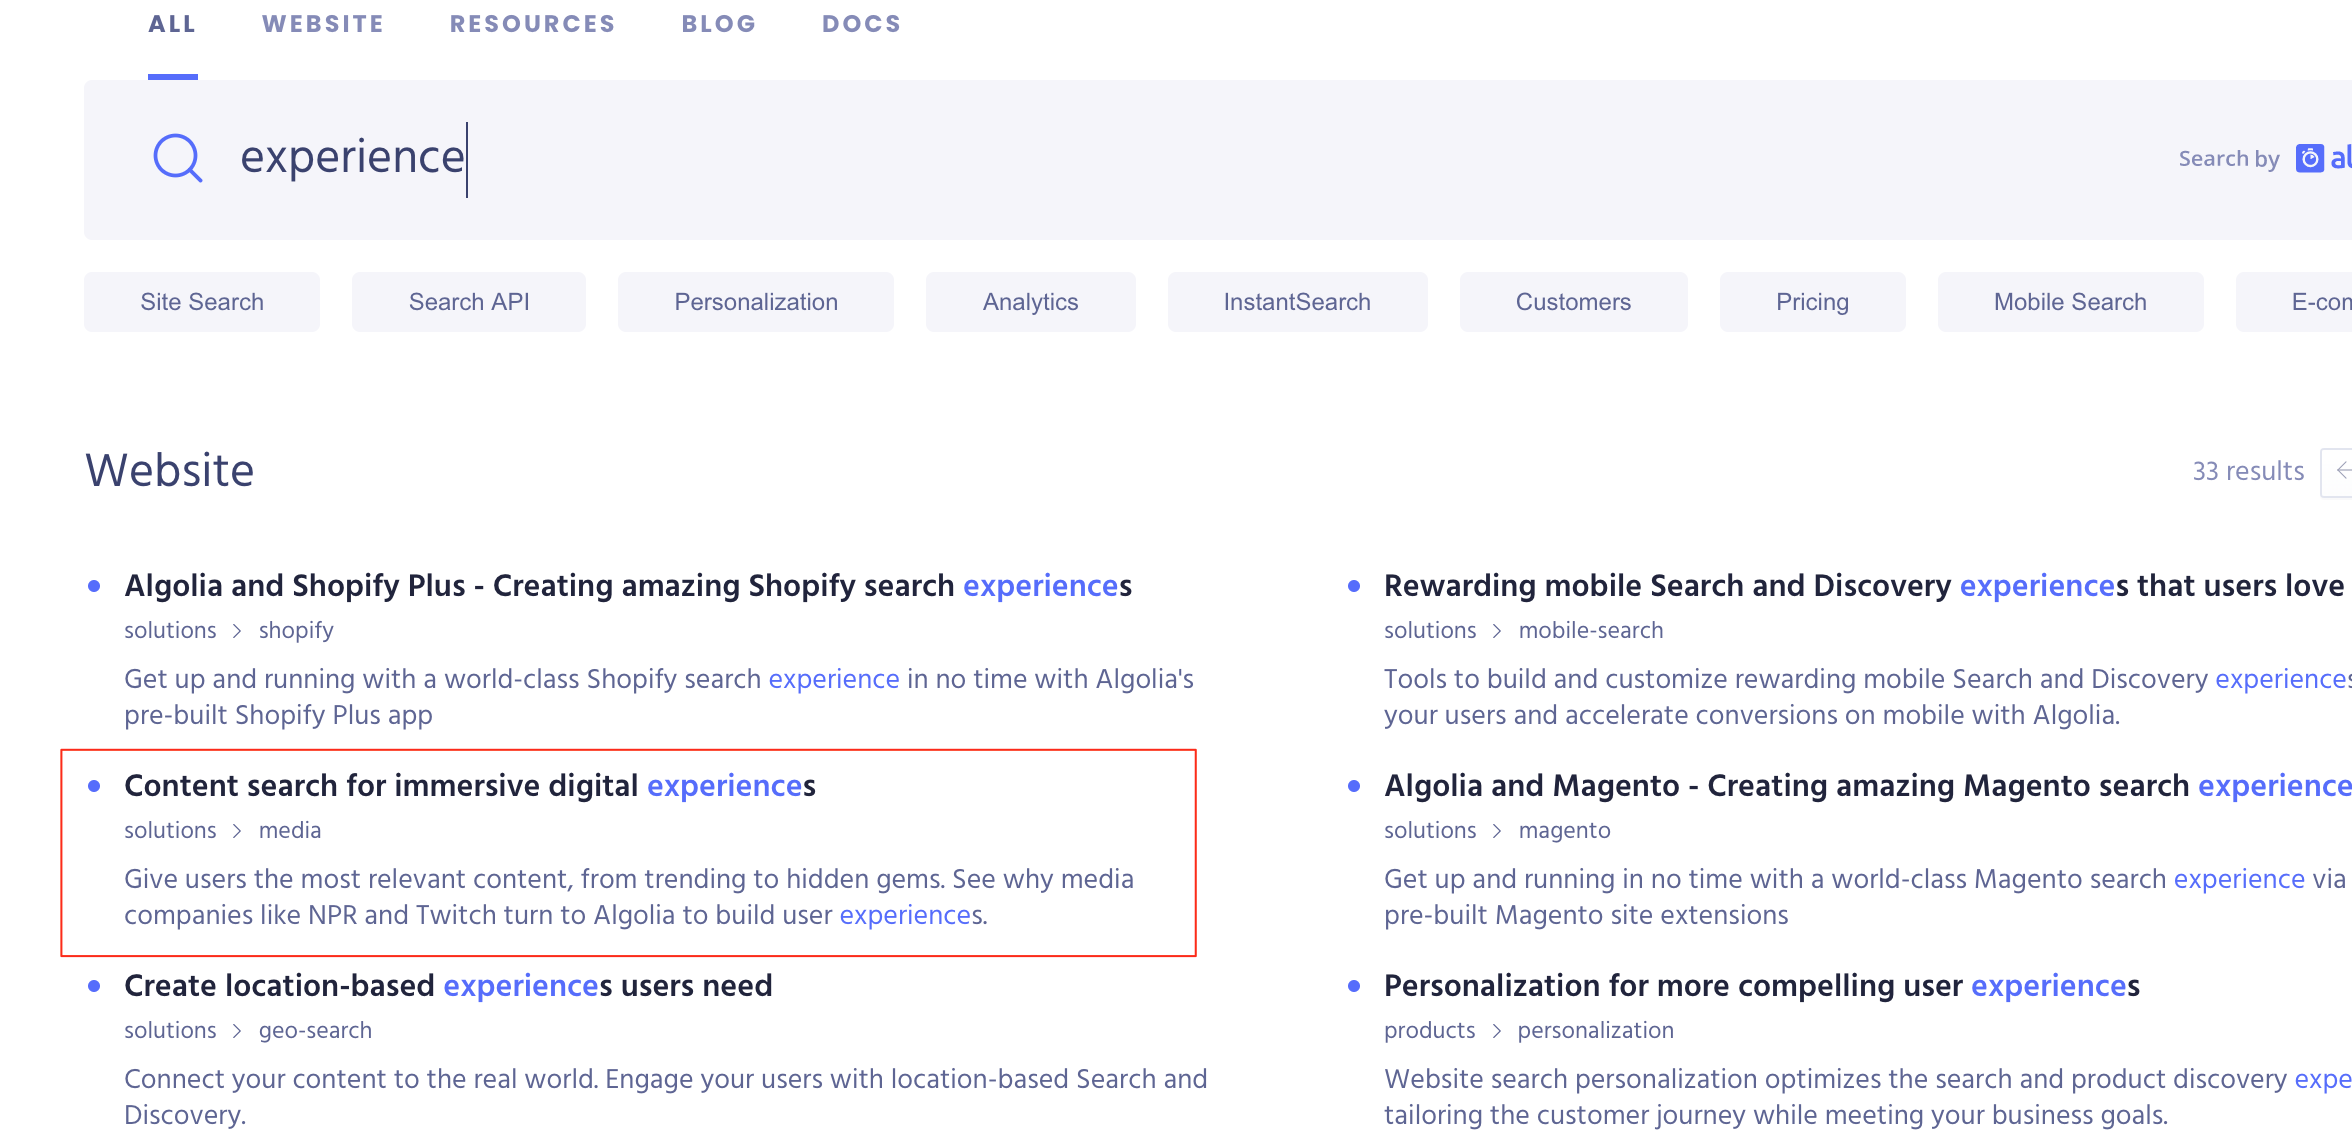 ALL WEBSITE RESOURCES BLOG DOCS
experience
Search by al
Site Search Search API Personalization Analytics InstantSearch Customers Pricing Mobile Search E-com
Website
33 results
Algolia and Shopify Plus - Creating amazing Shopify search experiences
solutions > shopify
Get up and running with a world-class Shopify search experience in no time with Algolia's
pre-built Shopify Plus app
Content search for immersive digital experiences
solutions > media
Give users the most relevant content, from trending to hidden gems. See why media
companies like NPR and Twitch turn to Algolia to build user experiences.
Create location-based experiences users need
solutions > geo-search
Connect your content to the real world. Engage your users with location-based Search and
Discovery.
Rewarding mobile Search and Discovery experiences that users love
solutions > mobile-search
Tools to build and customize rewarding mobile Search and Discovery experiences
your users and accelerate conversions on mobile with Algolia.
Algolia and Magento - Creating amazing Magento search experience
solutions > magento
Get up and running in no time with a world-class Magento search experience via
pre-built Magento site extensions
Personalization for more compelling user experiences
products > personalization
Website search personalization optimizes the search and product discovery expe
tailoring the customer journey while meeting your business goals.